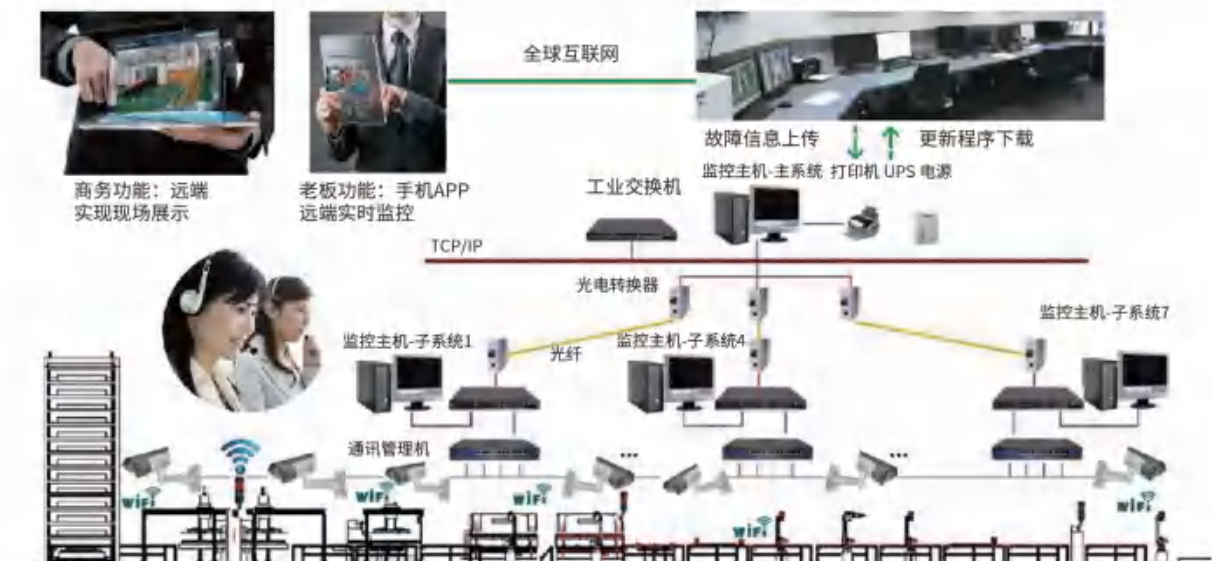 全球互联网
故障信息上传
更新程序下载
商务功能：远端
实现现场展示
老板功能：手机APP
远端实时监控
工业交换机
监控主机-主系统
打印机
UPS 电源
TCP/IP
光电转换器
监控主机-子系统1
光纤
监控主机-子系统4
监控主机-子系统7
通讯管理机
...
...
WiFi
WiFi
WiFi
WiFi
WiFi